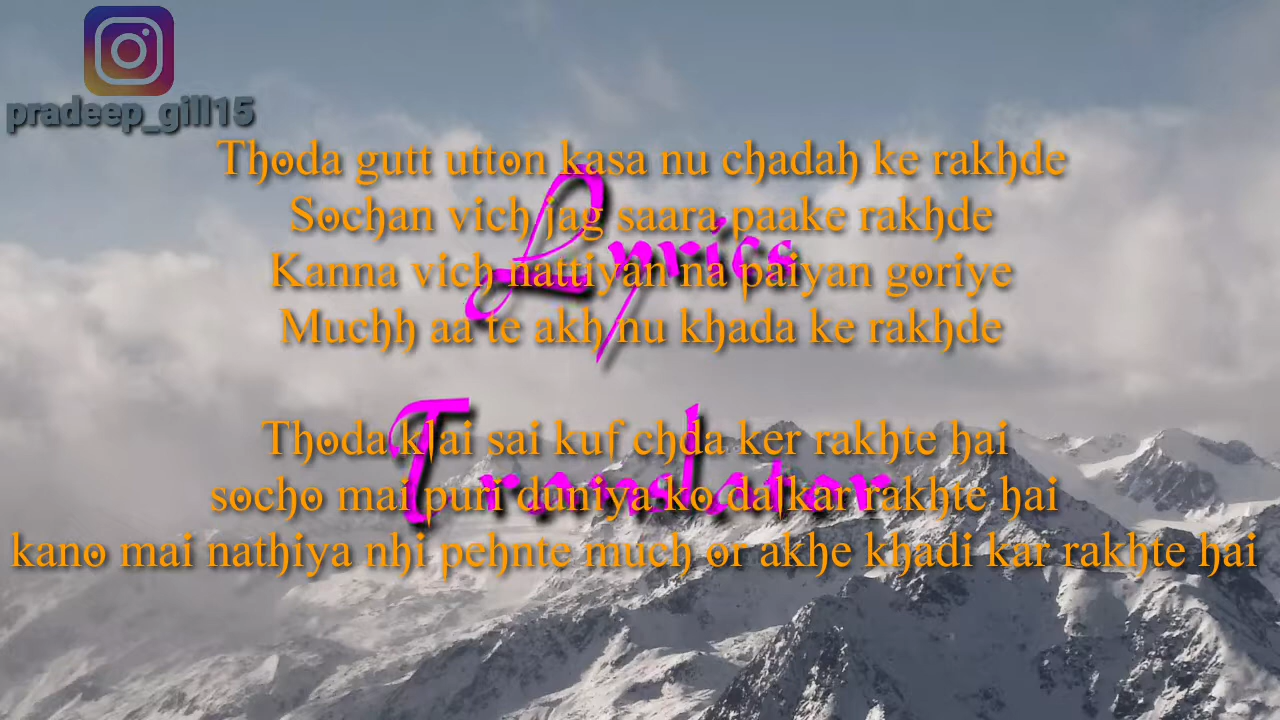 pradeep_gill15
Thoda gutt utton kasa nu chadah ke rakhde
Sochan vich jag saara paake rakhde
Kanna vich nattiyan na paiyan goriye
Muchh aa te akh nu khada ke rakhde
Lyrics
Thoda klai sai kuf chda ker rakhte hai
socho mai puri duniya ko dalkar rakhte hai
kano mai nathiya nhi pehnte much or akhe khadi kar rakhte hai
Translator